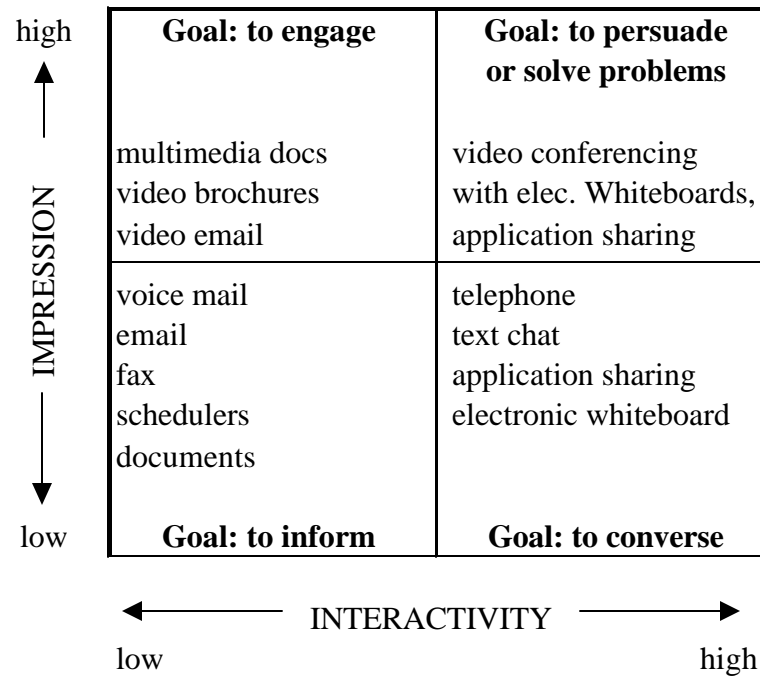 high
Goal: to engage
Goal: to persuade
or solve problems
IMPRESSION
multimedia docs
video brochures
video email
video conferencing
with elec. Whiteboards,
application sharing
voice mail
email
fax
schedulers
documents
telephone
text chat
application sharing
electronic whiteboard
low
Goal: to inform
Goal: to converse
INTERACTIVITY
low
high